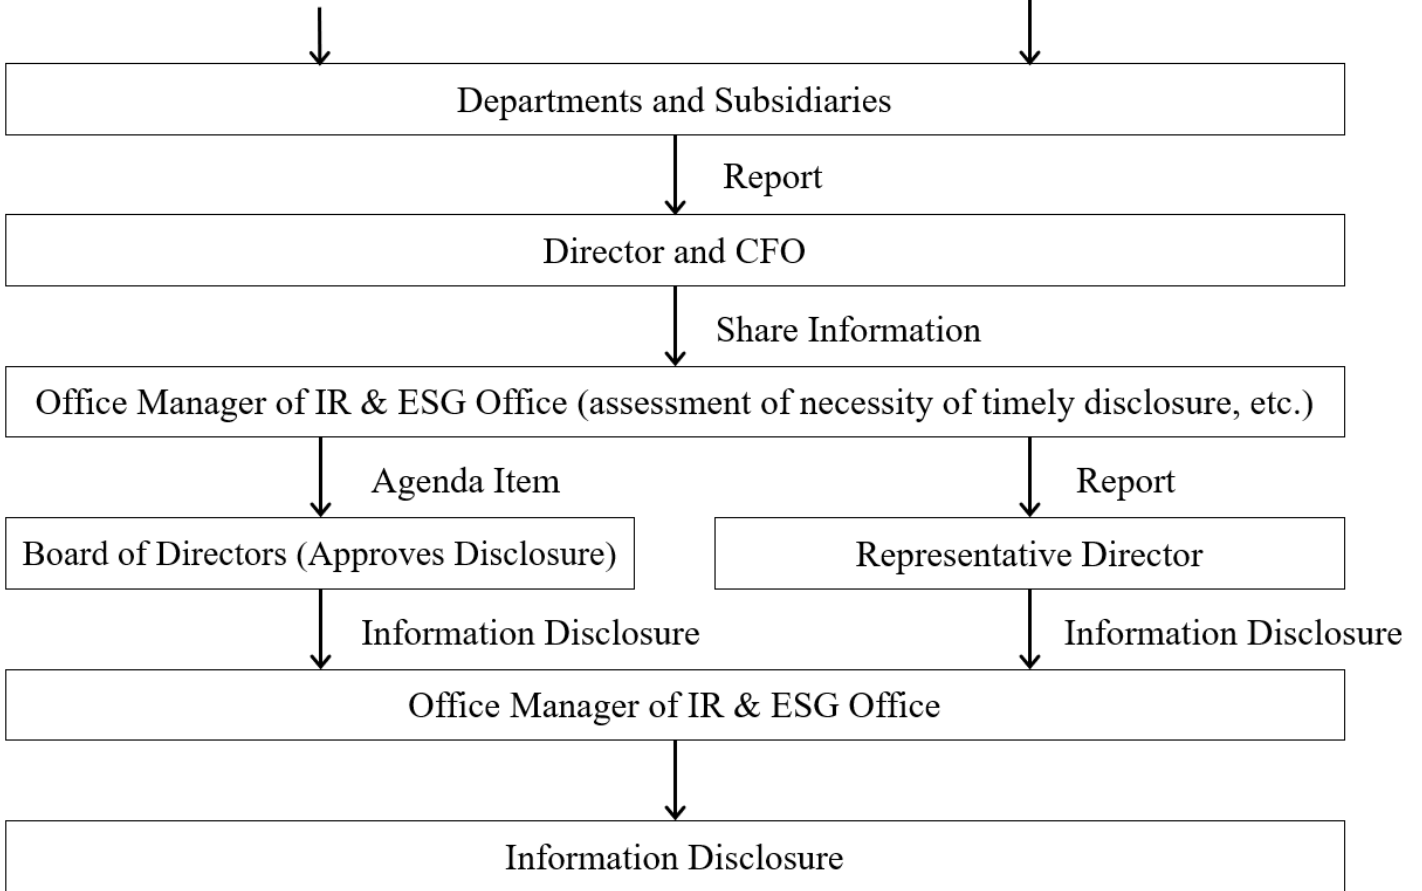 Departments and Subsidiaries
Report
Director and CFO
Share Information
Office Manager of IR & ESG Office (assessment of necessity of timely disclosure, etc.)
Agenda Item
Report
Board of Directors (Approves Disclosure)
Representative Director
Information Disclosure
Information Disclosure
Office Manager of IR & ESG Office
Information Disclosure